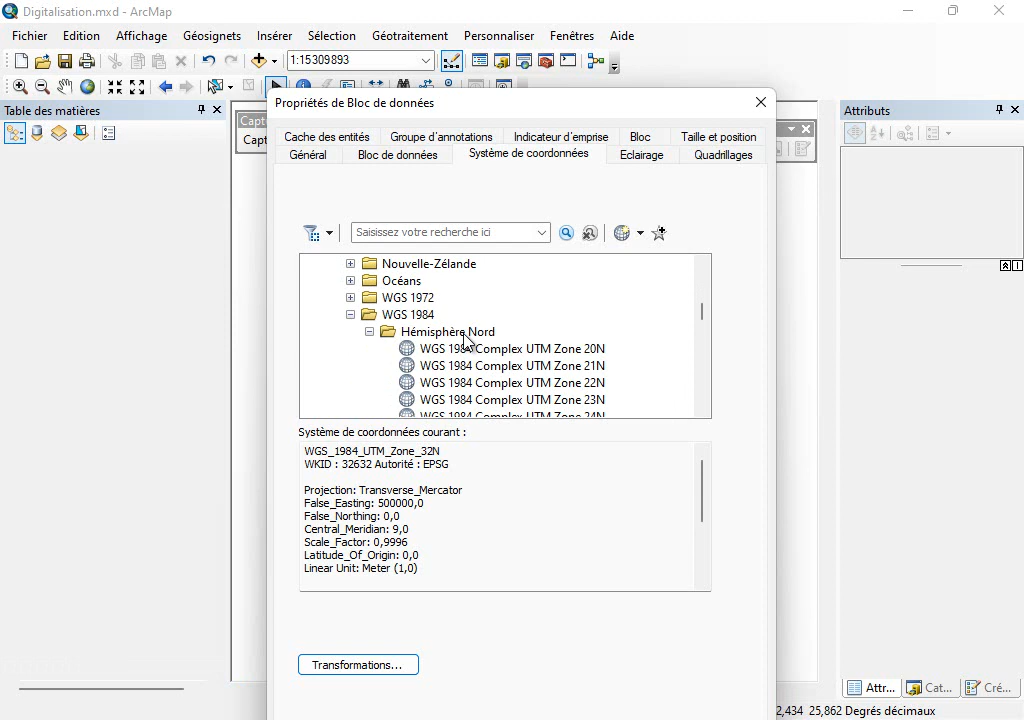 Digitalisation.mxd - ArcMap
Fichier Edition Affichage Géosignets Insérer Sélection Géotraitement Personnaliser Fenêtres Aide
1:15309893
Table des matières
Propriétés de Bloc de données
Attributs
Cache des entités Groupe d'annotations Indicateur d'emprise Bloc Taille et position
Général Bloc de données Système de coordonnées Eclairage Quadrillages
Saisissez votre recherche ici
Nouvelle-Zélande
Océans
WGS 1972
WGS 1984
Hémisphère Nord
WGS 1984 Complex UTM Zone 20N
WGS 1984 Complex UTM Zone 21N
WGS 1984 Complex UTM Zone 22N
WGS 1984 Complex UTM Zone 23N
WGS 1984 Complex UTM Zone 24N
Système de coordonnées courant :
WGS_1984_UTM_Zone_32N
WKID : 32632 Autorité : EPSG
Projection: Transverse_Mercator
False_Easting: 500000,0
False_Northing: 0,0
Central_Meridian: 9,0
Scale_Factor: 0,9996
Latitude_Of_Origin: 0,0
Linear Unit: Meter (1,0)
Transformations...
Attr... Cat... Cré...
2,434 25,862 Degrés décimaux